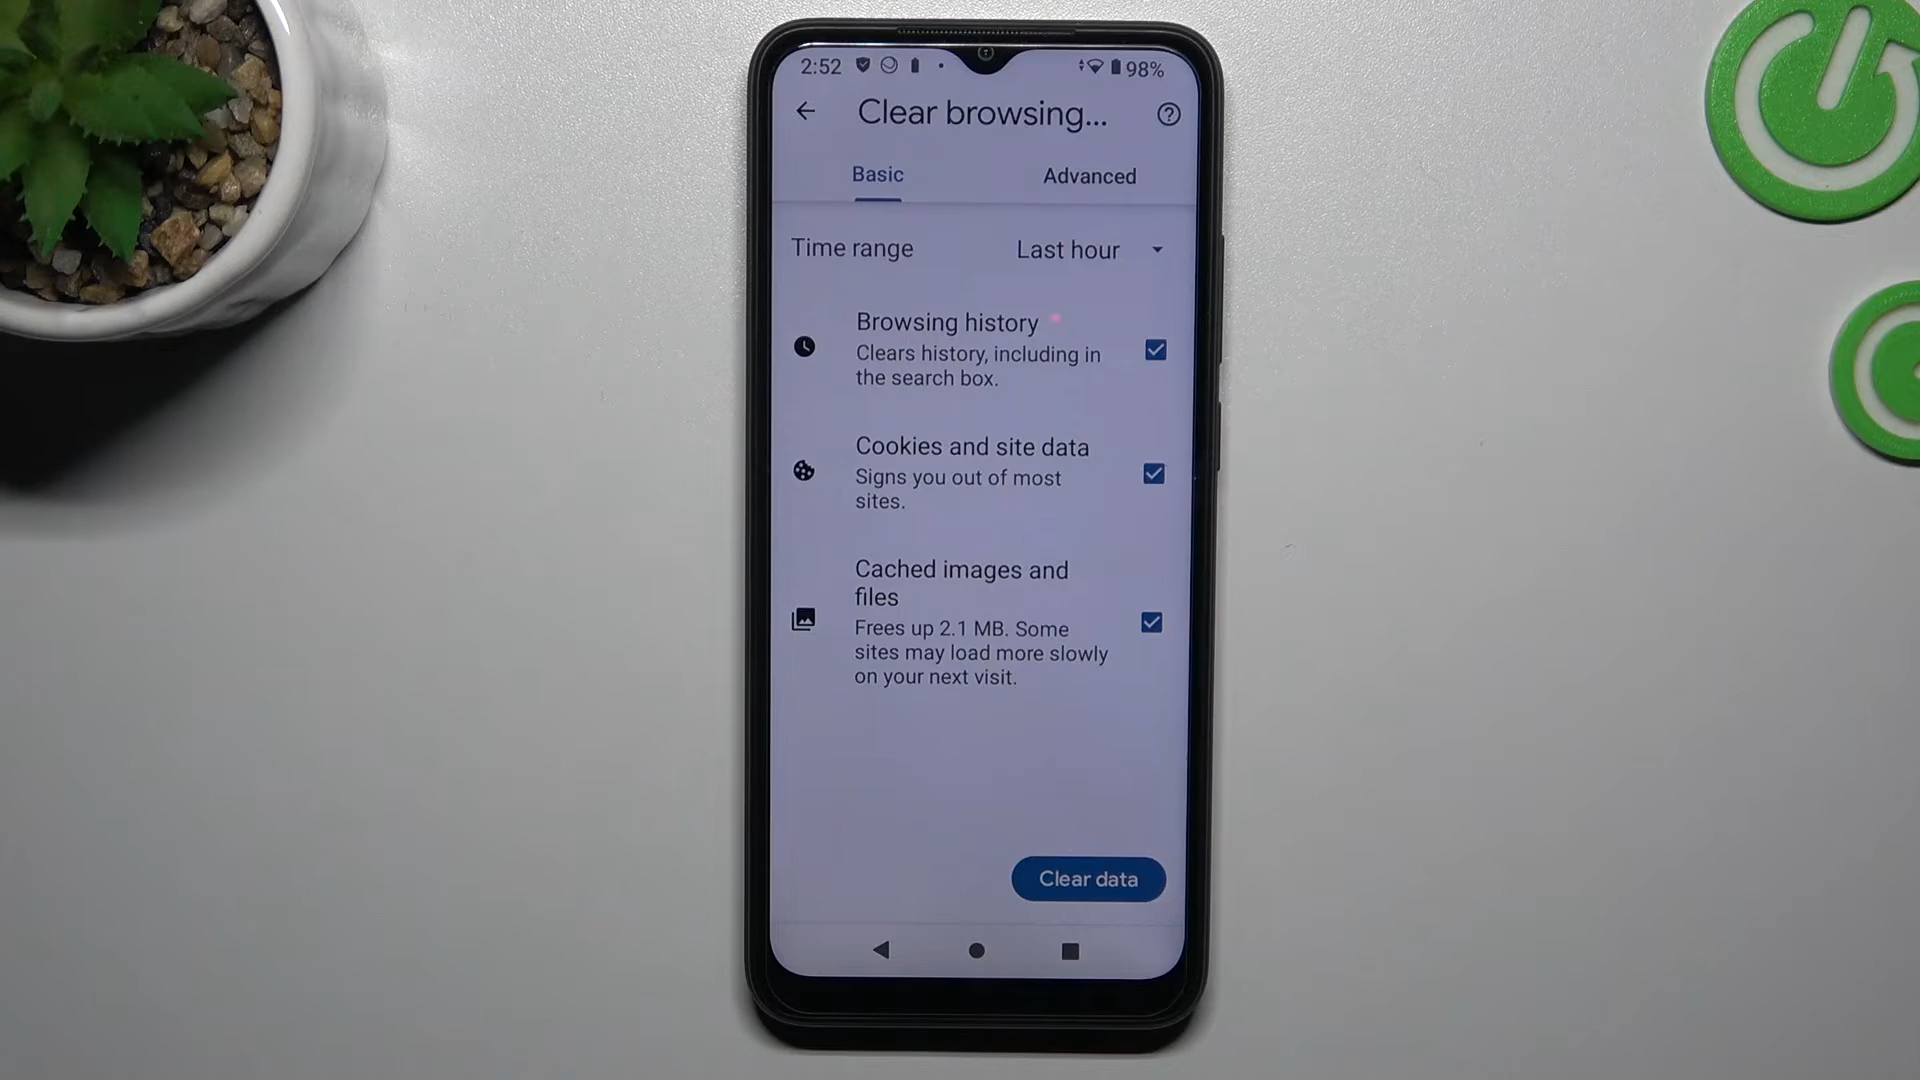 2:52 98%
Clear browsing...
Basic Advanced
Time range Last hour
Browsing history
Clears history, including in
the search box.
Cookies and site data
Signs you out of most
sites.
Cached images and
files
Frees up 2.1 MB. Some
sites may load more slowly
on your next visit.
Clear data